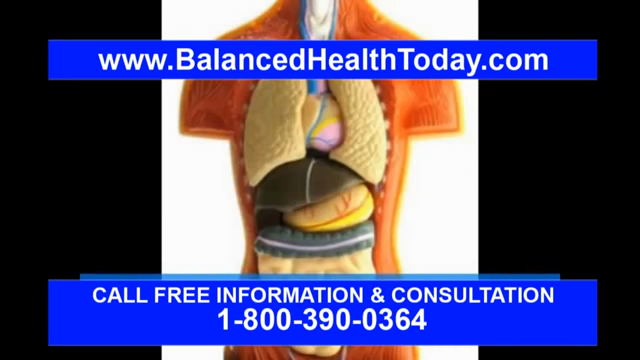 www.BalancedHealthToday.com
CALL FREE INFORMATION & CONSULTATION
1-800-390-0364